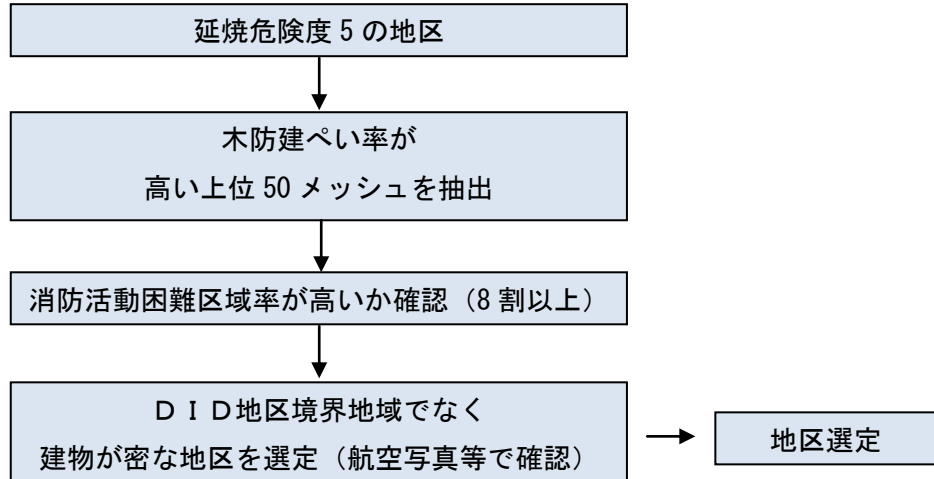 延焼危険度 5 の地区
木防建ぺい率が
高い上位 50 メッシュを抽出
消防活動困難区域率が高いか確認（8 割以上）
ＤＩＤ地区境界地域でなく
建物が密な地区を選定（航空写真等で確認）
地区選定